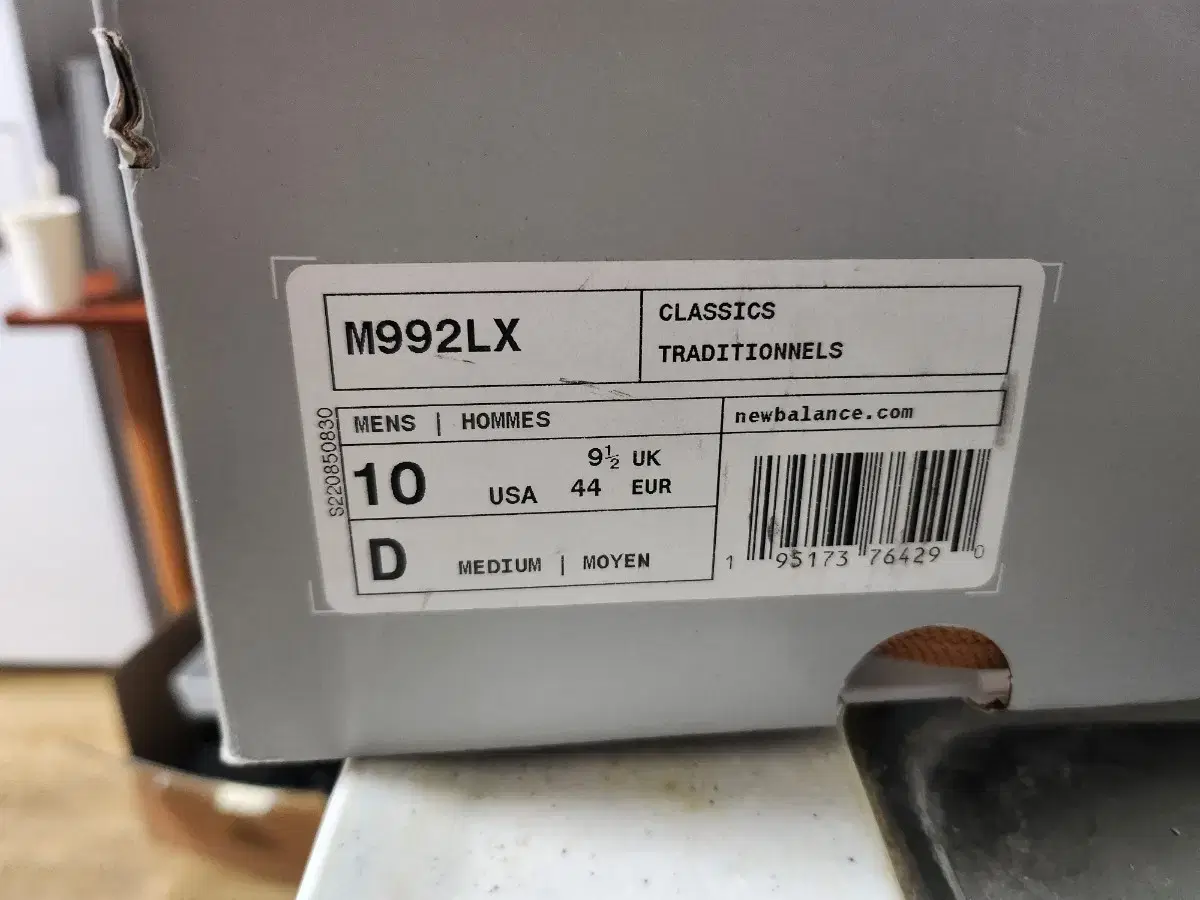 M992LX
CLASSICS
TRADITIONNELS
S220850830
MENS | HOMMES
newbalance.com
10 USA 9½ UK
44 EUR
D MEDIUM | MOYEN
1 95173 76429 0